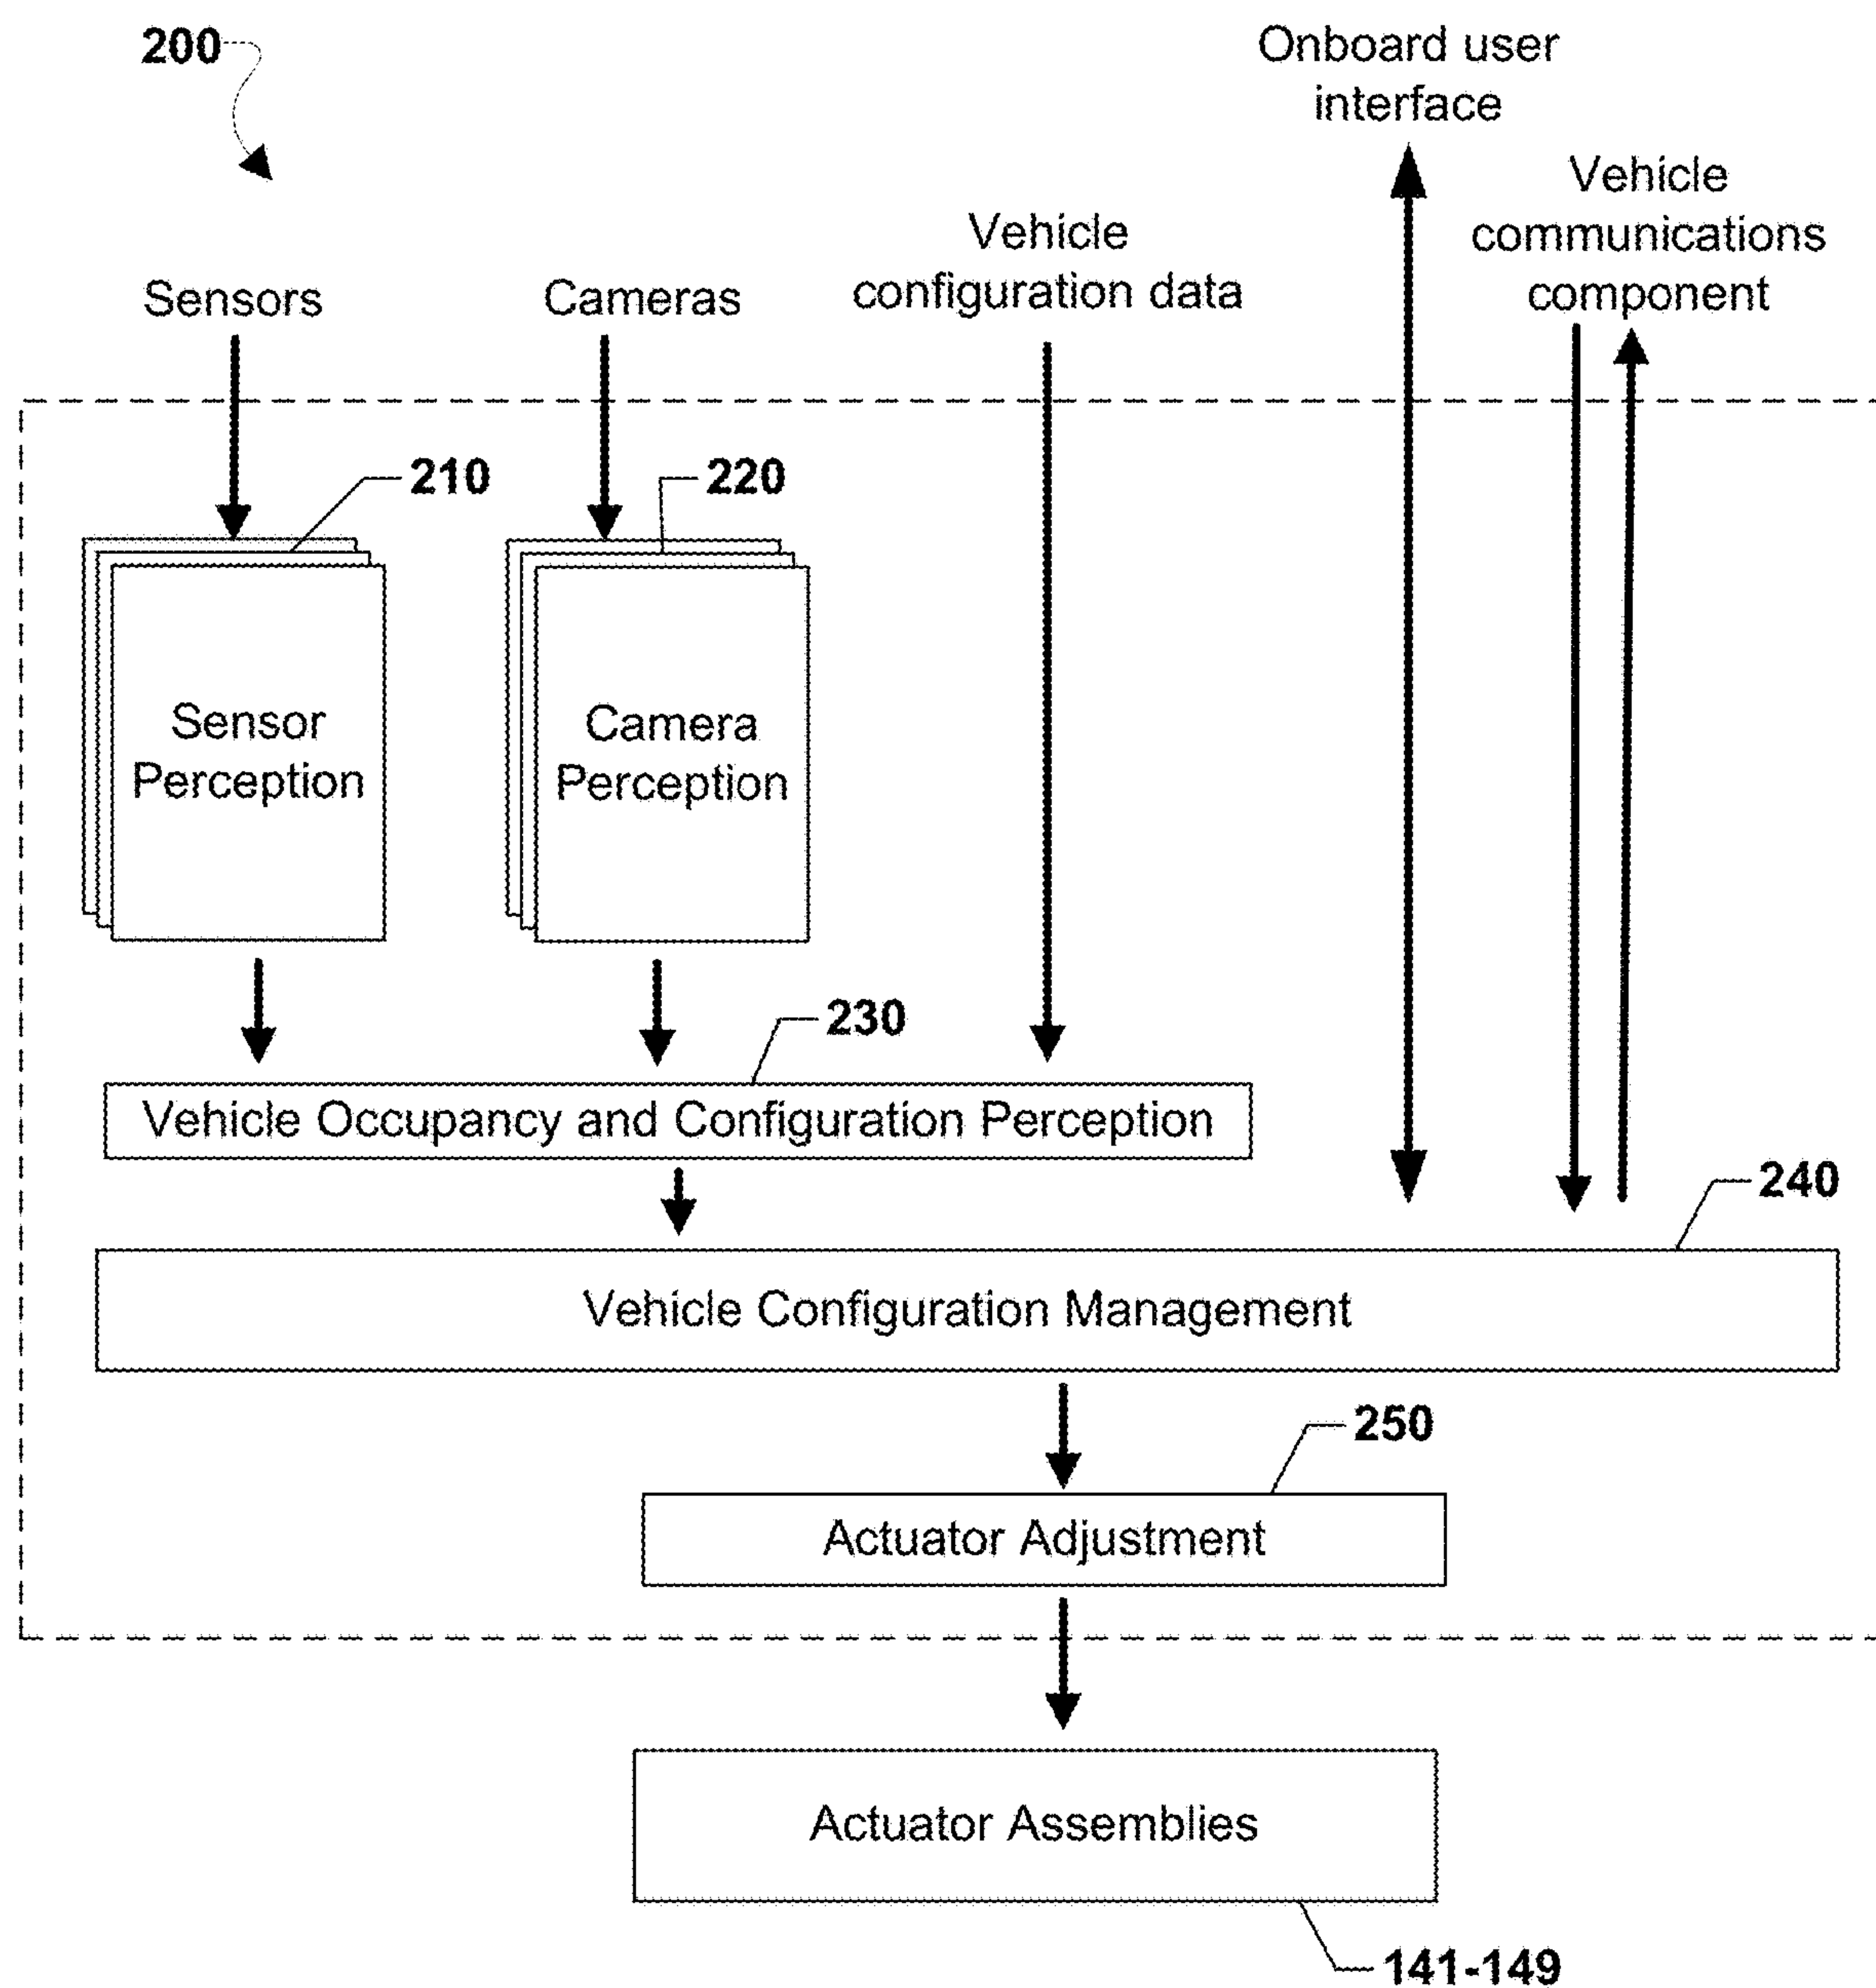 200
Onboard user
interface
Vehicle
communications
component
Vehicle
configuration data
Sensors
Cameras
210
220
Sensor
Perception
Camera
Perception
230
Vehicle Occupancy and Configuration Perception
240
Vehicle Configuration Management
250
Actuator Adjustment
Actuator Assemblies
141-149